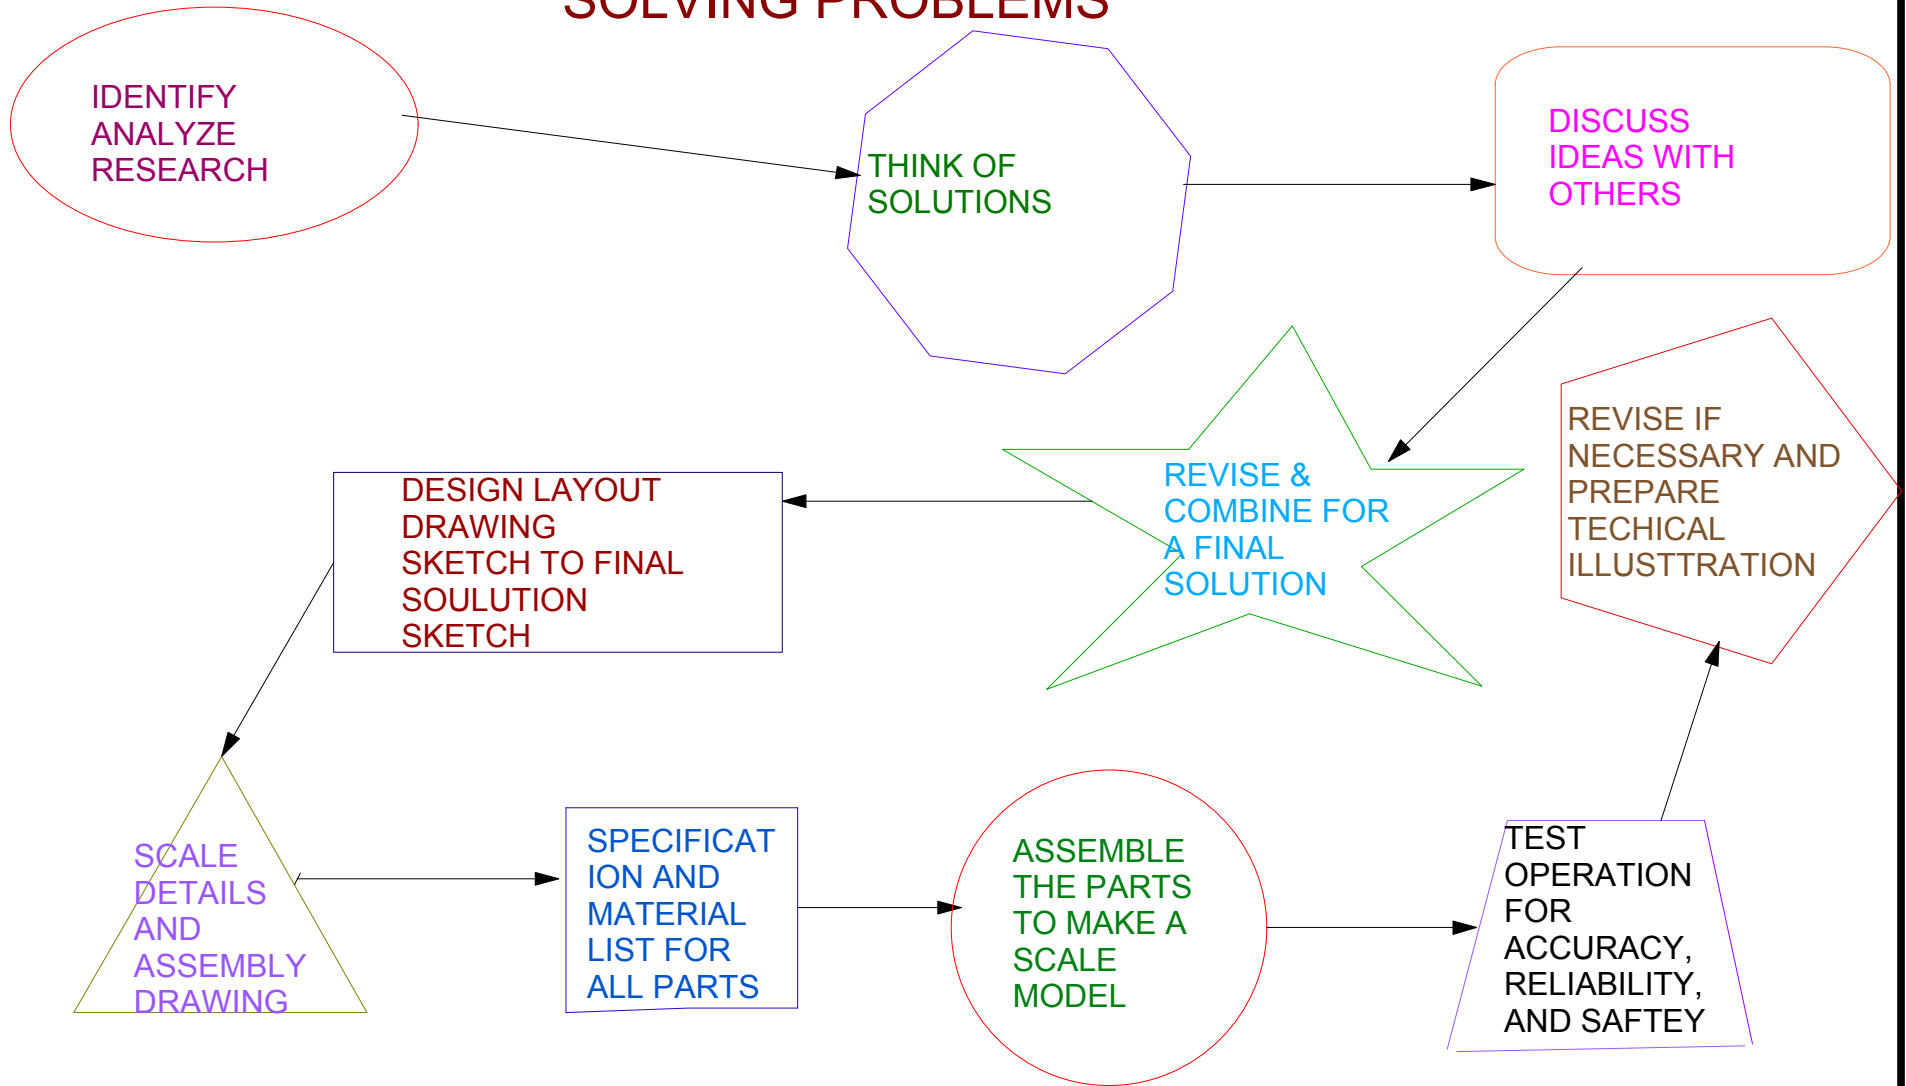 SOLVING PROBLEMS
IDENTIFY
ANALYZE
RESEARCH
THINK OF
SOLUTIONS
DISCUSS
IDEAS WITH
OTHERS
REVISE &
COMBINE FOR
A FINAL
SOLUTION
DESIGN LAYOUT
DRAWING
SKETCH TO FINAL
SOULUTION
SKETCH
SCALE
DETAILS
AND
ASSEMBLY
DRAWING
SPECIFICAT
ION AND
MATERIAL
LIST FOR
ALL PARTS
ASSEMBLE
THE PARTS
TO MAKE A
SCALE
MODEL
TEST
OPERATION
FOR
ACCURACY,
RELIABILITY,
AND SAFTEY
REVISE IF
NECESSARY AND
PREPARE
TECHICAL
ILLUSTTRATION